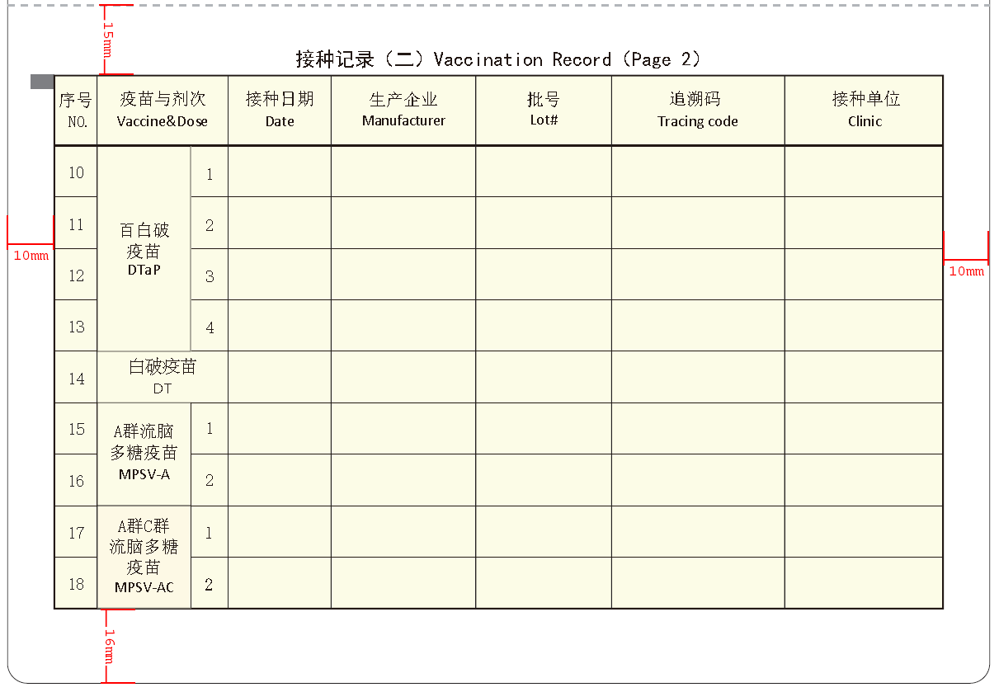 15mm
接种记录（二）Vaccination Record（Page 2）
序号 疫苗与剂次 接种日期 生产企业 批号 追溯码 接种单位
NO. Vaccine&Dose Date Manufacturer Lot# Tracing code Clinic
10 1
11 2
百白破
疫苗
DTaP
10mm
10mm
12 3
13 4
14 白破疫苗
DT
15 1
A群流脑
多糖疫苗
MPSV-A
16 2
17 1
A群C群
流脑多糖
疫苗
MPSV-AC
18 2
16mm